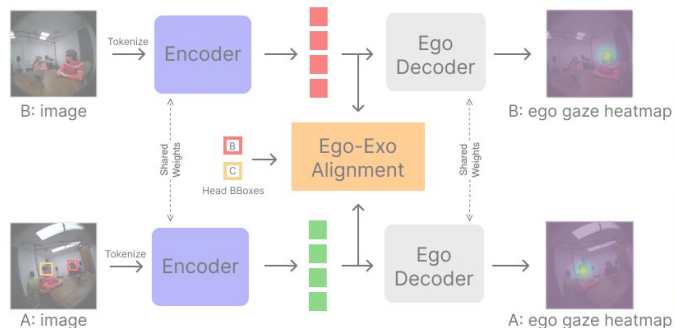 Tokenize
Encoder
Ego
Decoder
B: image
B: ego gaze heatmap
Shared
Weights
B
C
Head BBoxes
Ego-Exo
Alignment
Shared
Weights
Tokenize
Encoder
Ego
Decoder
A: image
A: ego gaze heatmap